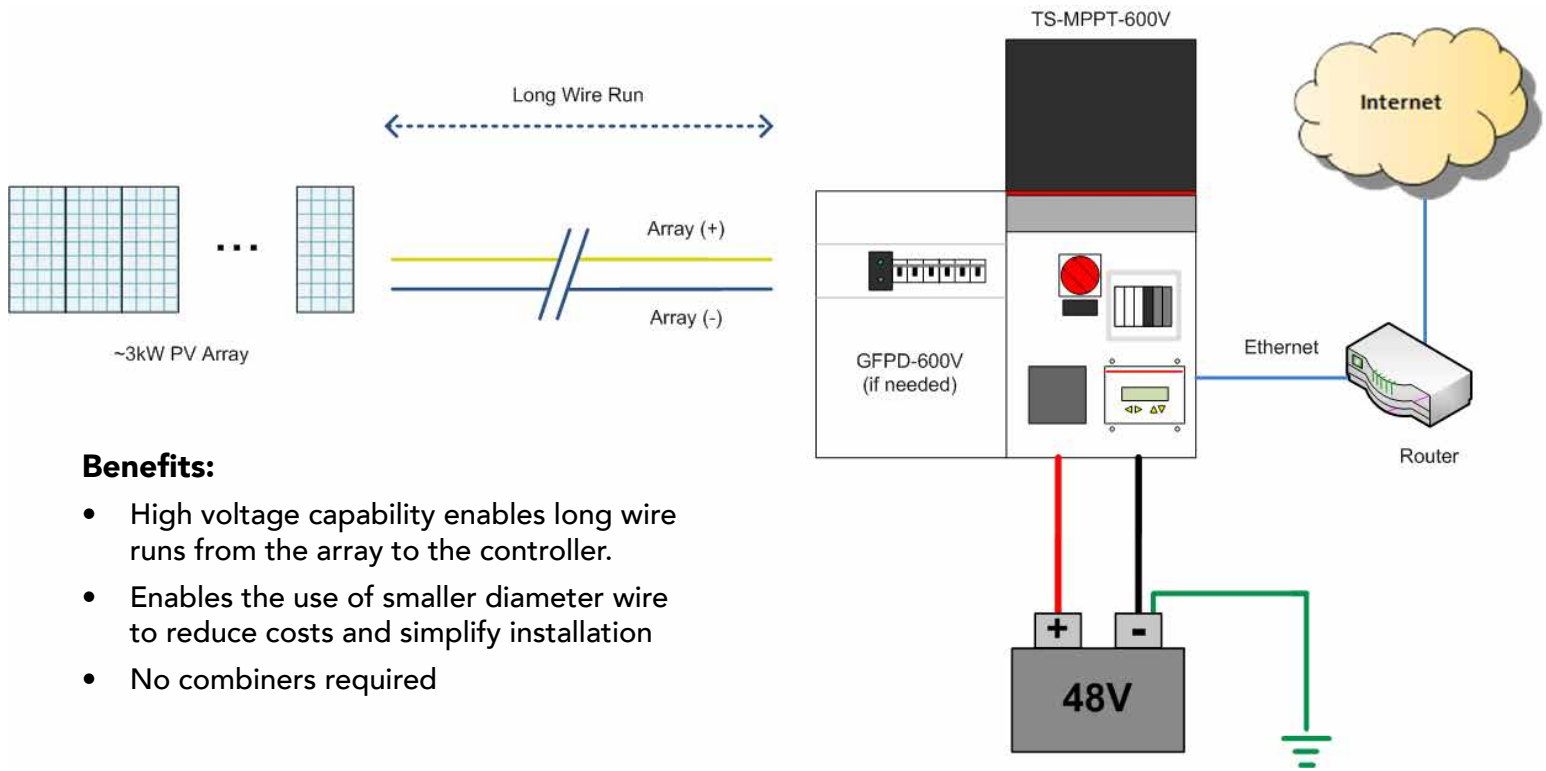 TS-MPPT-600V
Long Wire Run
Internet
Array (+)
Array (-)
~3kW PV Array
GFPD-600V
(if needed)
Ethernet
Router
Benefits:
• High voltage capability enables long wire
runs from the array to the controller.
• Enables the use of smaller diameter wire
to reduce costs and simplify installation
• No combiners required
+ -
48V